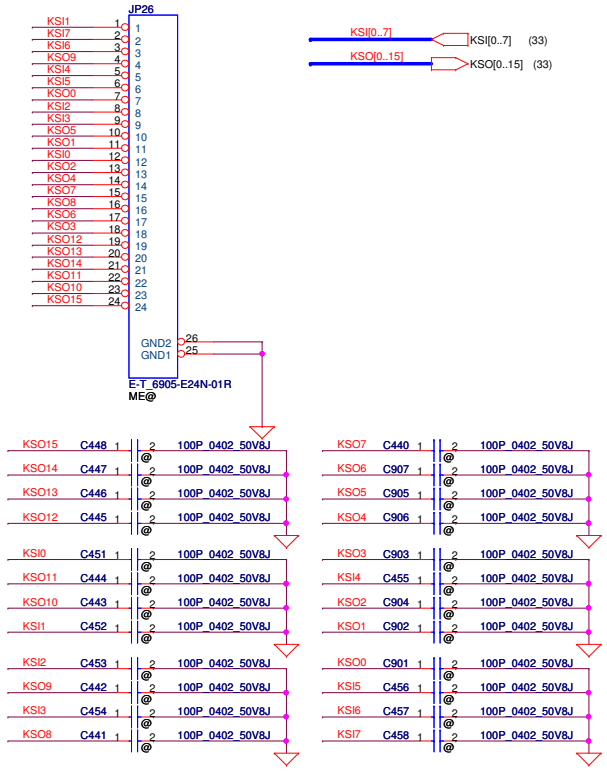 JP26
KSI1 1 1
KSI7 2 2
KSI6 3 3
KSO9 4 4
KSI4 5 5
KSI5 6 6
KSO0 7 7
KSI2 8 8
KSI3 9 9
KSO5 10 10
KSO1 11 11
KSI0 12 12
KSO2 13 13
KSO4 14 14
KSO7 15 15
KSO8 16 16
KSO6 17 17
KSO3 18 18
KSO12 19 19
KSO13 20 20
KSO14 21 21
KSO11 22 22
KSO10 23 23
KSO15 24 24
GND2 26
GND1 25
E-T_6905-E24N-01R
ME@
KSI[0..7] KSI[0..7] (33)
KSO[0..15] KSO[0..15] (33)
KSO15 C448 1 2 100P_0402_50V8J
@
KSO14 C447 1 2 100P_0402_50V8J
@
KSO13 C446 1 2 100P_0402_50V8J
@
KSO12 C445 1 2 100P_0402_50V8J
@
KSI0 C451 1 2 100P_0402_50V8J
@
KSO11 C444 1 2 100P_0402_50V8J
@
KSO10 C443 1 2 100P_0402_50V8J
@
KSI1 C452 1 2 100P_0402_50V8J
@
KSI2 C453 1 2 100P_0402_50V8J
@
KSO9 C442 1 2 100P_0402_50V8J
@
KSI3 C454 1 2 100P_0402_50V8J
@
KSO8 C441 1 2 100P_0402_50V8J
@
KSO7 C440 1 2 100P_0402_50V8J
@
KSO6 C907 1 2 100P_0402_50V8J
@
KSO5 C905 1 2 100P_0402_50V8J
@
KSO4 C906 1 2 100P_0402_50V8J
@
KSO3 C903 1 2 100P_0402_50V8J
@
KSI4 C455 1 2 100P_0402_50V8J
@
KSO2 C904 1 2 100P_0402_50V8J
@
KSO1 C902 1 2 100P_0402_50V8J
@
KSO0 C901 1 2 100P_0402_50V8J
@
KSI5 C456 1 2 100P_0402_50V8J
@
KSI6 C457 1 2 100P_0402_50V8J
@
KSI7 C458 1 2 100P_0402_50V8J
@